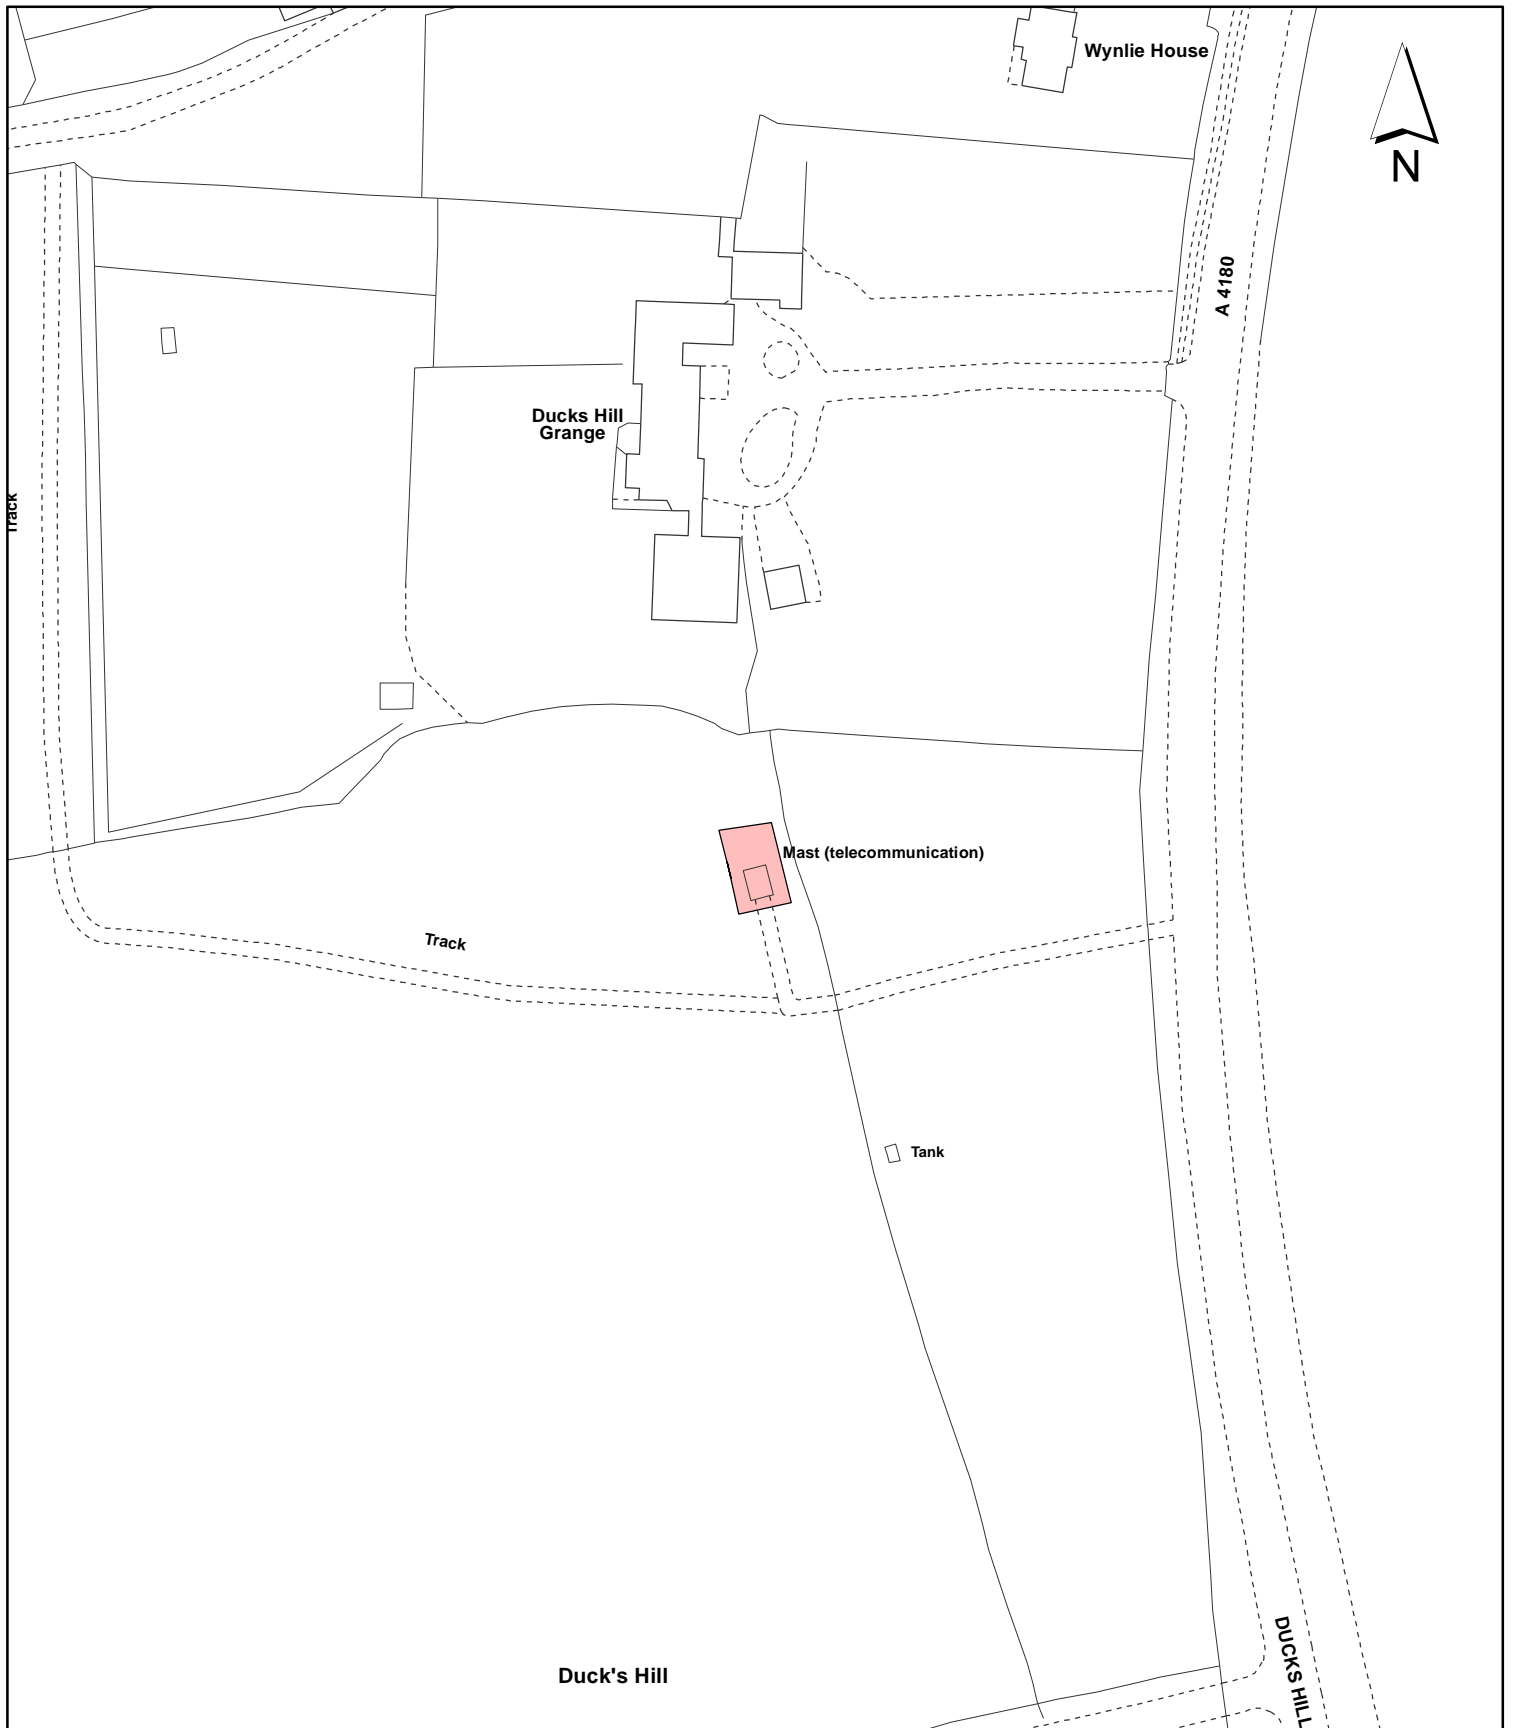 Wynlie House
N
A 4180
Ducks Hill
Grange
Track
Mast (telecommunication)
Track
Tank
Duck's Hill
DUCKS HILL